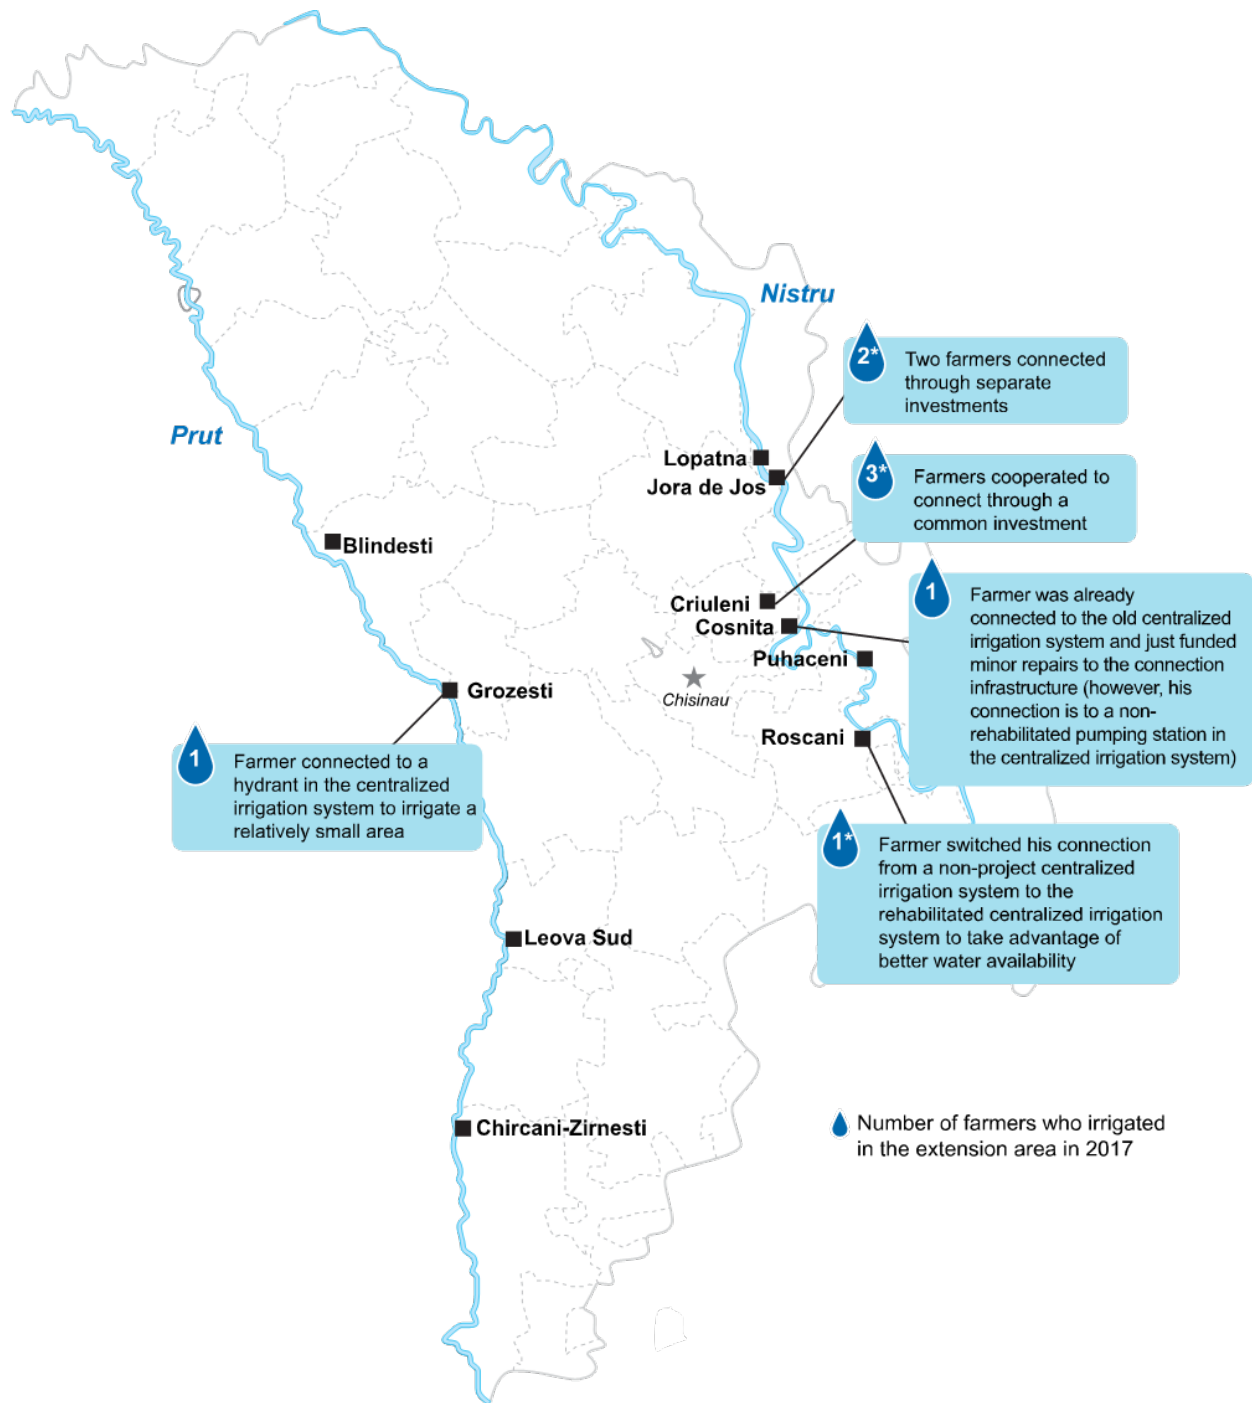 Nistru
2*
Two farmers connected
through separate
investments
Prut
Lopatna
Jora de Jos
3*
Farmers cooperated to
connect through a
common investment
Blindesti
1
Farmer was already
connected to the old centralized
irrigation system and just funded
minor repairs to the connection
infrastructure (however, his
connection is to a non-
rehabilitated pumping station in
the centralized irrigation system)
Criuleni
Cosnita
Puhaceni
Chisinau
Grozesti
Roscani
1
Farmer connected to a
hydrant in the centralized
irrigation system to irrigate a
relatively small area
1*
Farmer switched his connection
from a non-project centralized
irrigation system to the
rehabilitated centralized irrigation
system to take advantage of
better water availability
Leova Sud
Chircani-Zirnesti
Number of farmers who irrigated
in the extension area in 2017